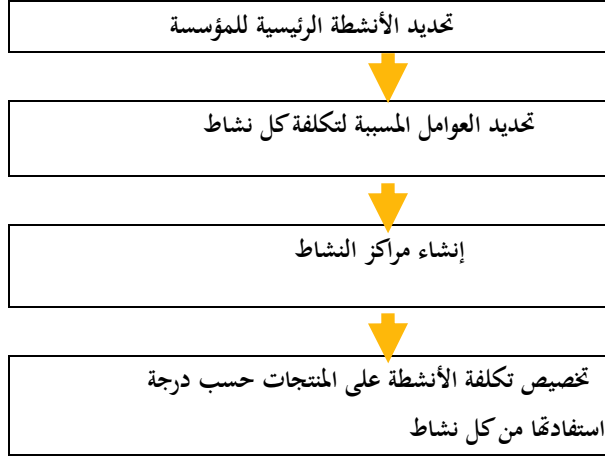 تحديد الأنشطة الرئيسية للمؤسسة
تحديد العوامل المسببة لتكلفة كل نشاط
إنشاء مراكز النشاط
تخصيص تكلفة الأنشطة على المنتجات حسب درجة
استفادتها من كل نشاط